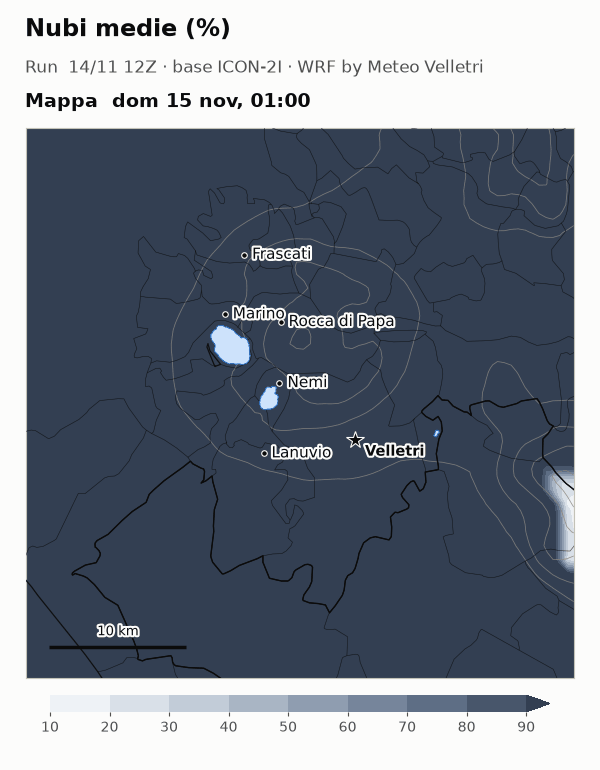 Nubi medie (%)
Run  14/11 12Z · base ICON-2I · WRF by Meteo Velletri
Mappa  dom 15 nov, 01:00
Frascati
Marino
Rocca di Papa
Nemi
Velletri
Lanuvio
10 km
10 20 30 40 50 60 70 80 90